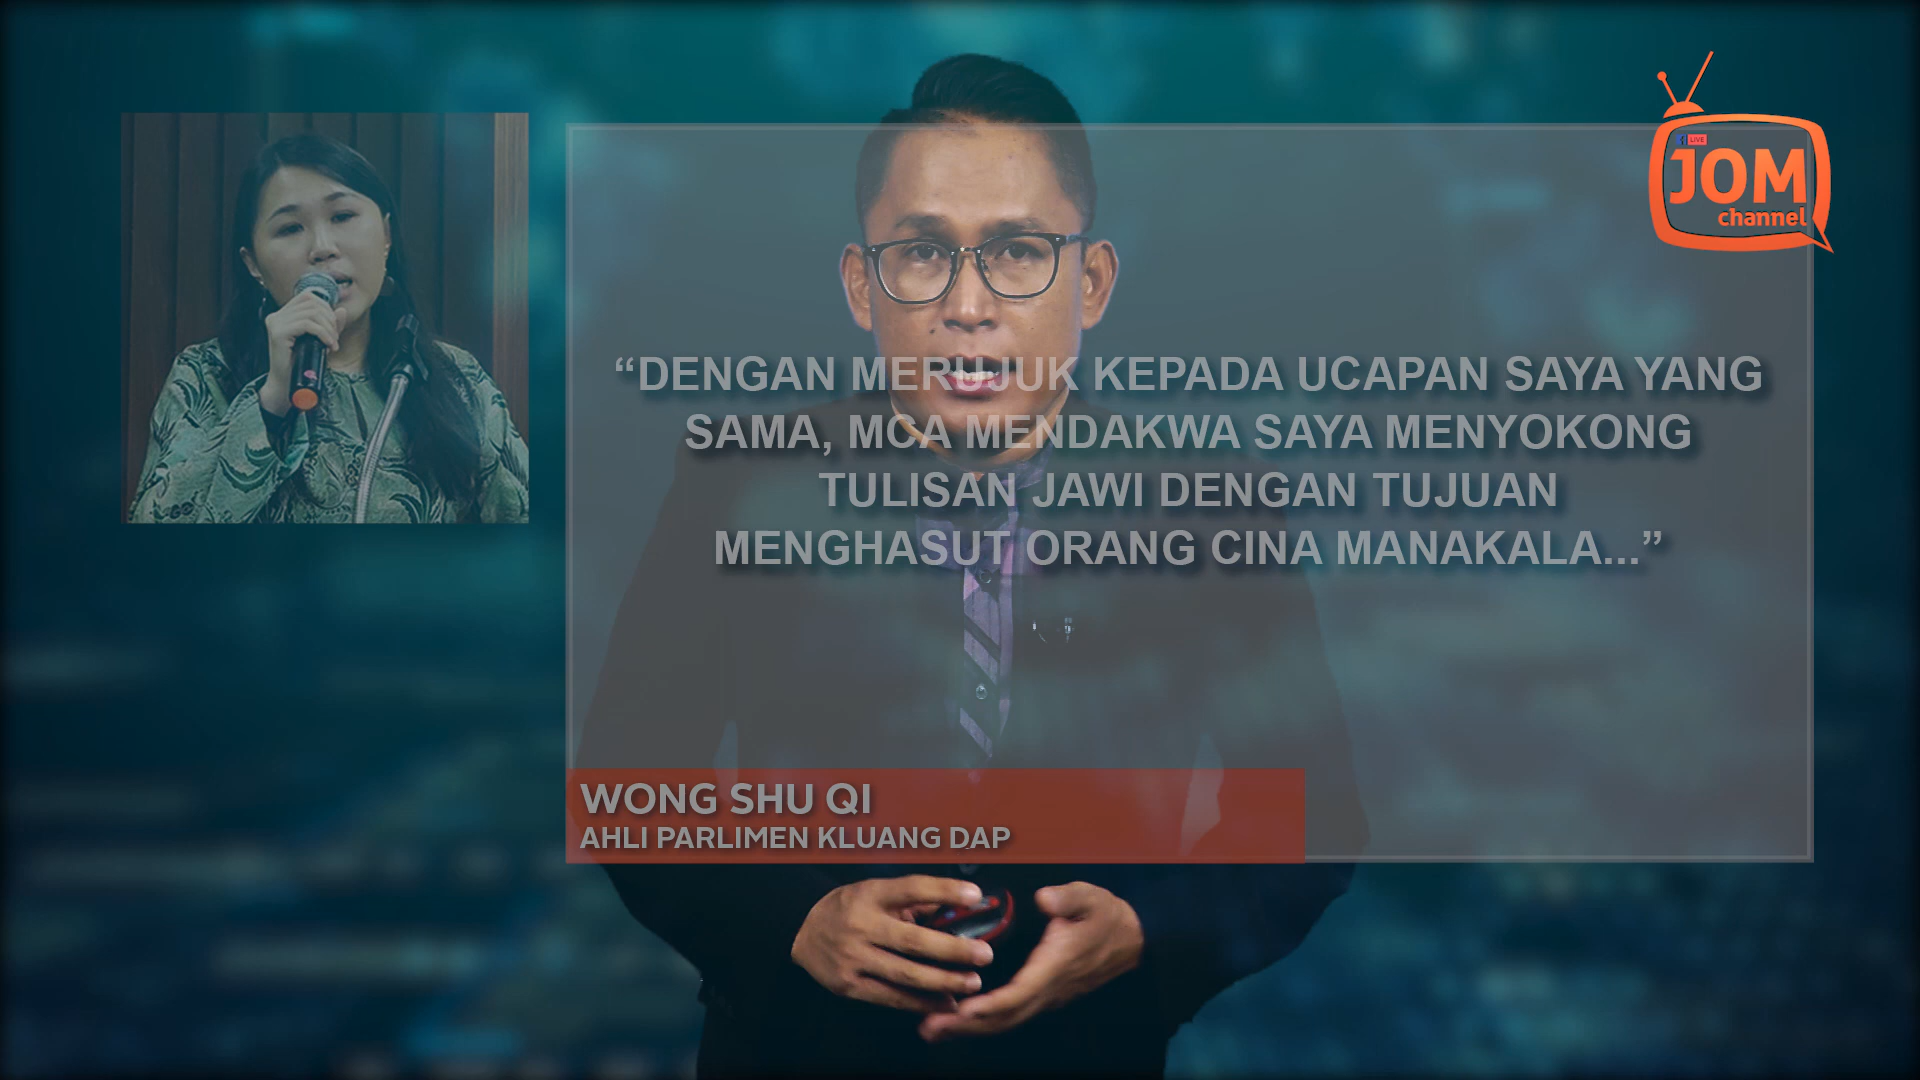 LIVE
JOM
channel
“DENGAN MERUJUK KEPADA UCAPAN SAYA YANG
SAMA, MCA MENDAKWA SAYA MENYOKONG
TULISAN JAWI DENGAN TUJUAN
MENGHASUT ORANG CINA MANAKALA...”
WONG SHU QI
AHLI PARLIMEN KLUANG DAP